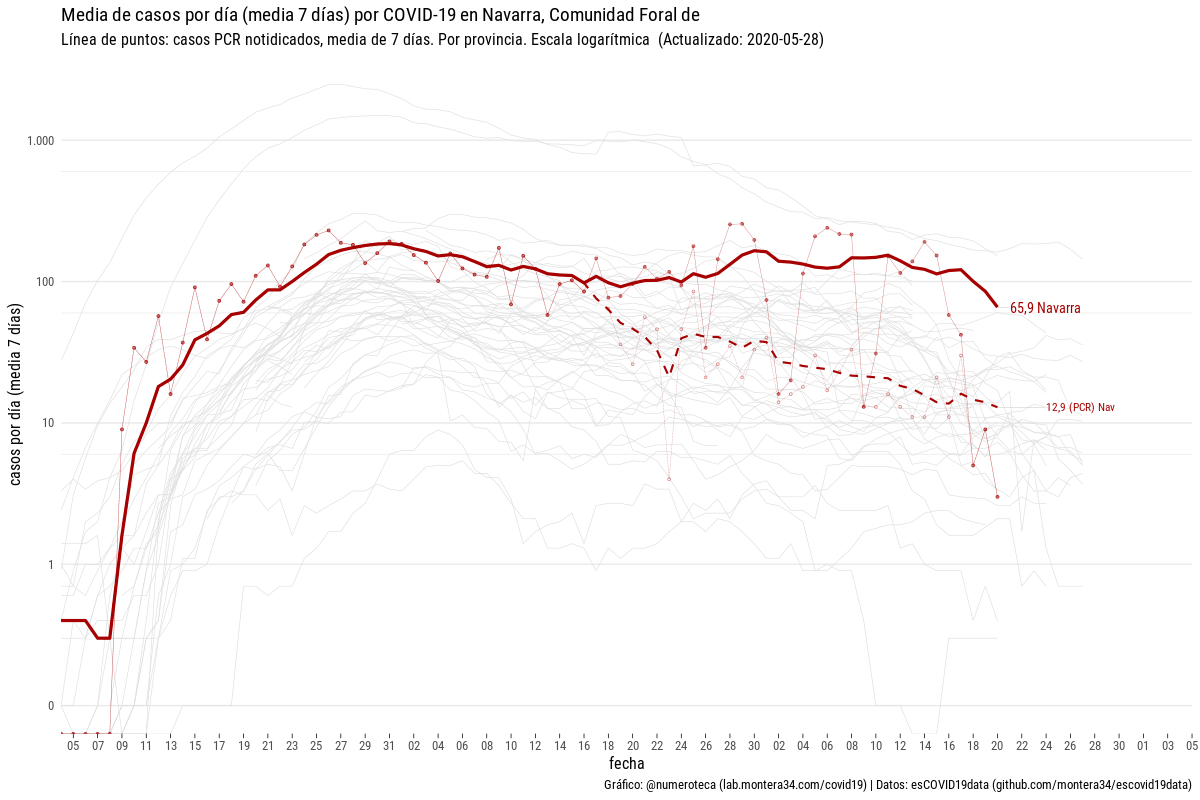 Media de casos por día (media 7 días) por COVID-19 en Navarra, Comunidad Foral de
Línea de puntos: casos PCR notidicados, media de 7 días. Por provincia. Escala logarítmica (Actualizado: 2020-05-28)
casos por día (media 7 días)
1.000
100
10
1
0
65,9 Navarra
12,9 (PCR) Nav
05 07 09 11 13 15 17 19 21 23 25 27 29 31 02 04 06 08 10 12 14 16 18 20 22 24 26 28 30 02 04 06 08 10 12 14 16 18 20 22 24 26 28 30 01 03 05
fecha
Gráfico: @numeroteca (lab.montera34.com/covid19) | Datos: esCOVID19data (github.com/montera34/escovid19data)